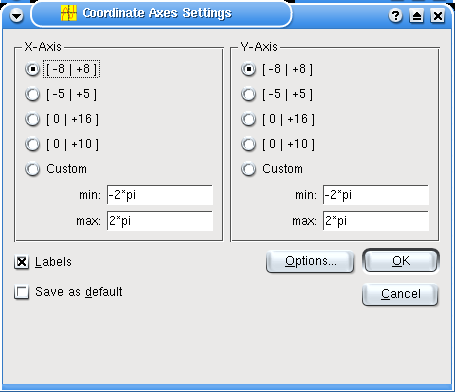 Coordinate Axes Settings
X-Axis
[ -8 | +8 ]
[ -5 | +5 ]
[ 0 | +16 ]
[ 0 | +10 ]
Custom
min: -2*pi
max: 2*pi
Y-Axis
[ -8 | +8 ]
[ -5 | +5 ]
[ 0 | +16 ]
[ 0 | +10 ]
Custom
min: -2*pi
max: 2*pi
Labels
Options... OK
Save as default
Cancel